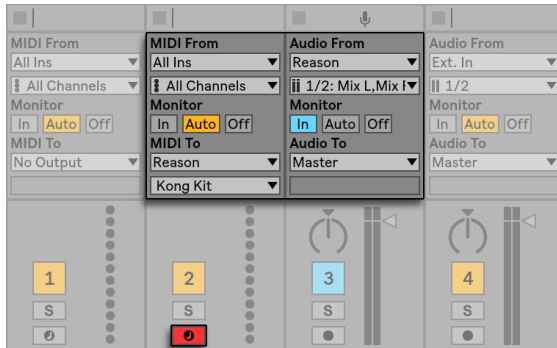 MIDI From
All Ins
All Channels
Monitor
In Auto Off
MIDI To
No Output
1
S
MIDI From
All Ins
All Channels
Monitor
In Auto Off
MIDI To
Reason
Kong Kit
2
S
Audio From
Reason
1/2: Mix L,Mix
Monitor
In Auto Off
Audio To
Master
3
S
Audio From
Ext. In
1/2
Monitor
In Auto Off
Audio To
Master
4
S